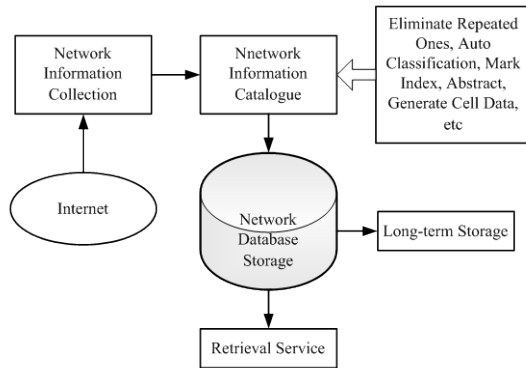 Network
Information
Collection
Nnetwork
Information
Catalogue
Eliminate Repeated
Ones, Auto
Classification, Mark
Index, Abstract,
Generate Cell Data,
etc
Internet
Network
Database
Storage
Long-term Storage
Retrieval Service